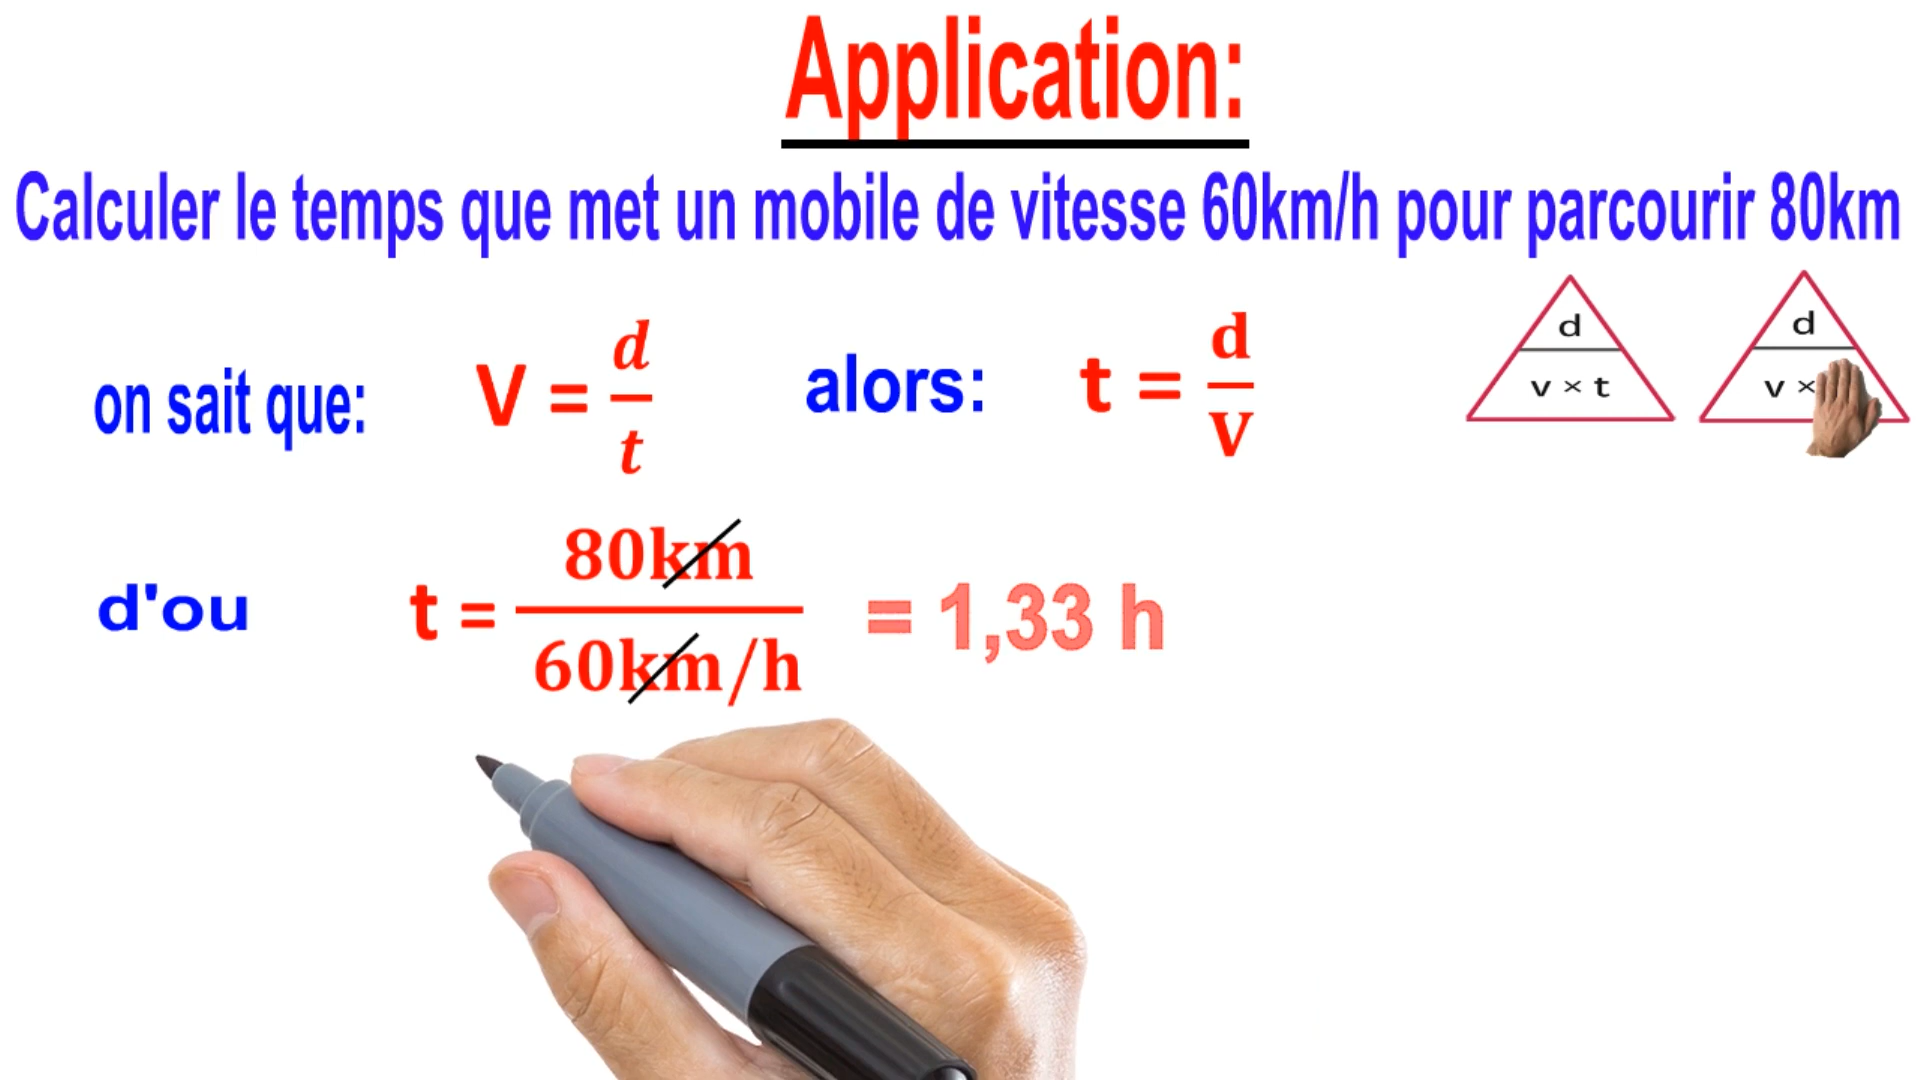 Application:
Calculer le temps que met un mobile de vitesse 60km/h pour parcourir 80km
on sait que: V = d/t alors: t = d/V
d
v × t
d
v ×
d'ou t = 80km / 60km/h = 1,33 h